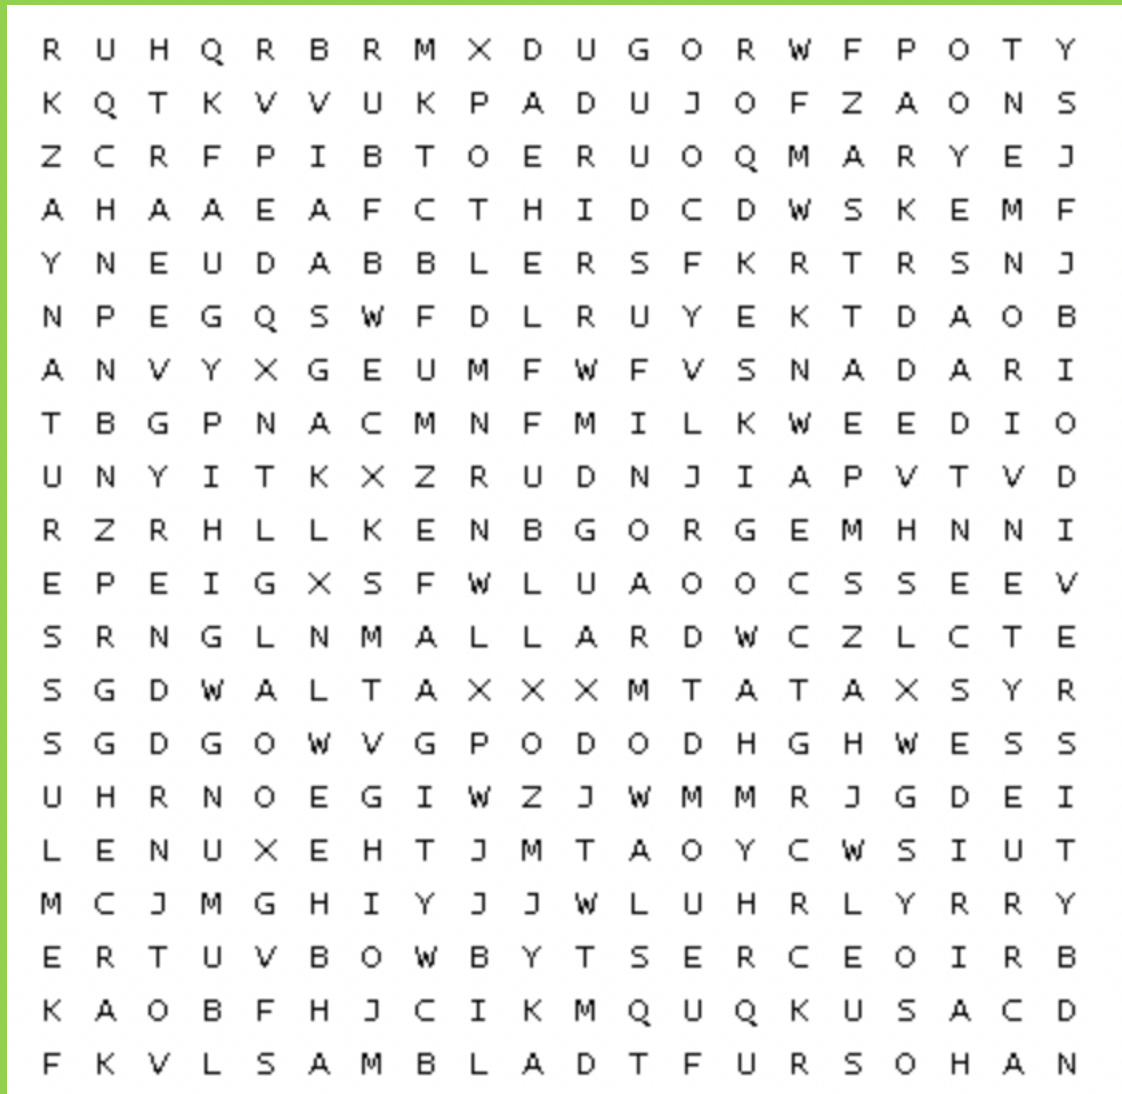 R U H Q R B R M X D U G O R W F P O T Y
K Q T K V V U K P A D U J O F Z A O N S
Z C R F P I B T O E R U O Q M A R Y E J
A H A A E A F C T H I D C D W S K E M F
Y N E U D A B B L E R S F K R T R S N J
N P E G Q S W F D L R U Y E K T D A O B
A N V Y X G E U M F W F V S N A D A R I
T B G P N A C M N F M I L K W E E D I O
U N Y I T K X Z R U D N J I A P V T V D
R Z R H L L K E N B G O R G E M H N N I
E P E I G X S F W L U A O O C S S E E V
S R N G L N M A L L A R D W C Z L C T E
S G D W A L T A X X X M T A T A X S Y R
S G D G O W V G P O D O D H G H W E S S
U H R N O E G I W Z J W M M R J G D E I
L E N U X E H T J M T A O Y C W S I U T
M C J M G H I Y J J W L U H R L Y R R Y
E R T U V B O W B Y T S E R C E O I R B
K A O B F H J C I K M Q U Q K U S A C D
F K V L S A M B L A D T F U R S O H A N